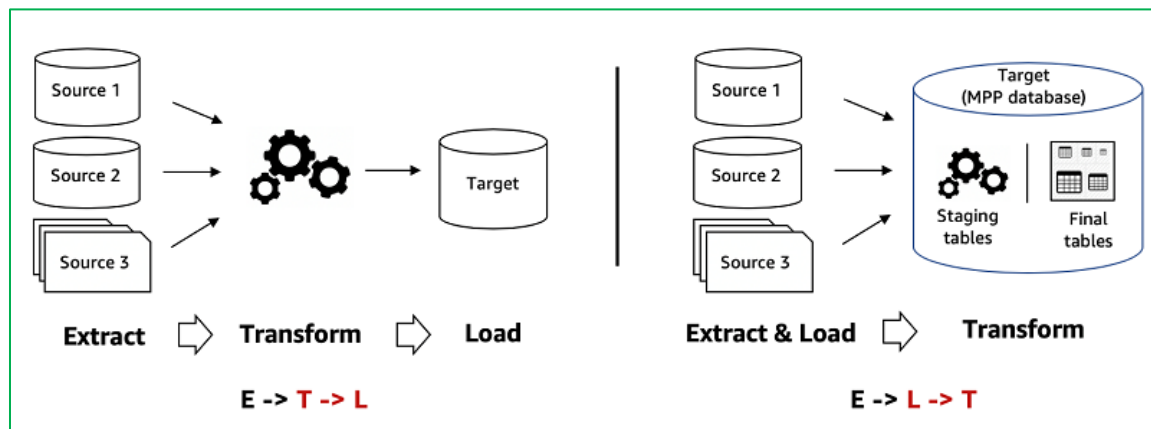 Source 1
Source 2
Source 3
Target
Extract
Transform
Load
E -> T -> L
Source 1
Source 2
Source 3
Target
(MPP database)
Staging
tables
Final
tables
Extract & Load
Transform
E -> L -> T